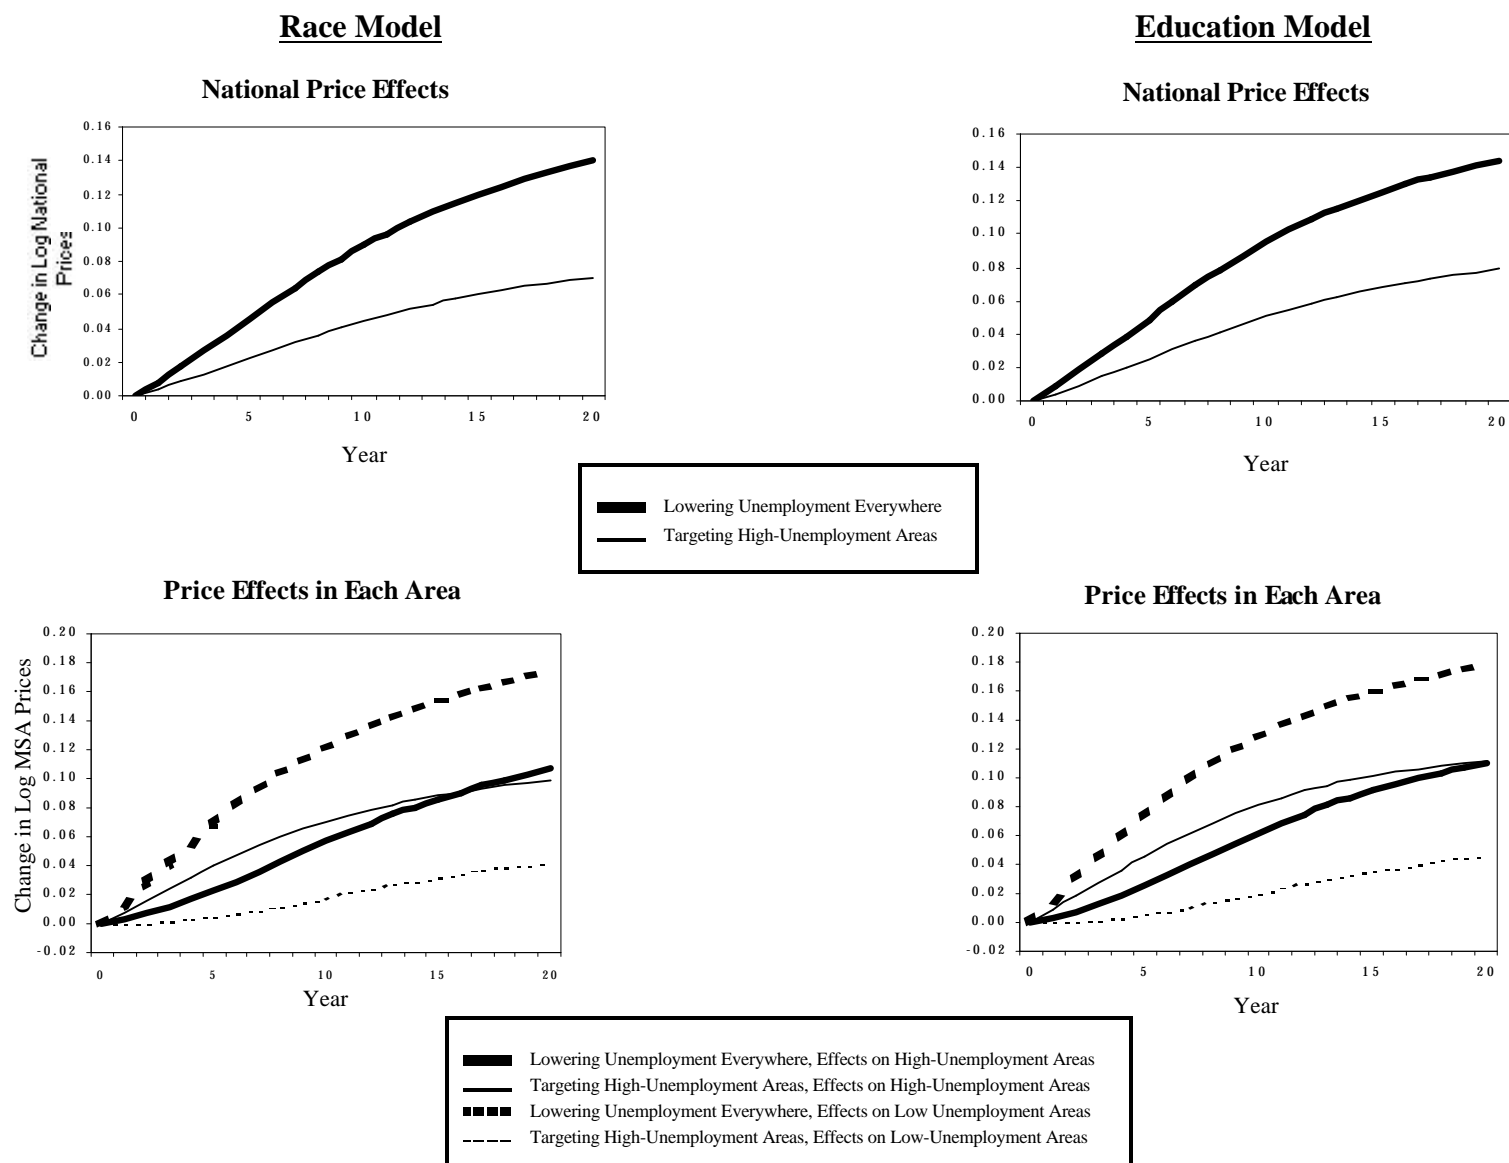 Race Model
Education Model
National Price Effects
National Price Effects
Change in Log National
Prices
0.16
0.14
0.12
0.10
0.08
0.06
0.04
0.02
0.00
0 5 10 15 20
Year
0.16
0.14
0.12
0.10
0.08
0.06
0.04
0.02
0.00
0 5 10 15 20
Year
Lowering Unemployment Everywhere
Targeting High-Unemployment Areas
Price Effects in Each Area
Price Effects in Each Area
Change in Log MSA Prices
0.20
0.18
0.16
0.14
0.12
0.10
0.08
0.06
0.04
0.02
0.00
-0.02
0 5 10 15 20
Year
0.20
0.18
0.16
0.14
0.12
0.10
0.08
0.06
0.04
0.02
0.00
-0.02
0 5 10 15 20
Year
Lowering Unemployment Everywhere, Effects on High-Unemployment Areas
Targeting High-Unemployment Areas, Effects on High-Unemployment Areas
Lowering Unemployment Everywhere, Effects on Low Unemployment Areas
Targeting High-Unemployment Areas, Effects on Low-Unemployment Areas